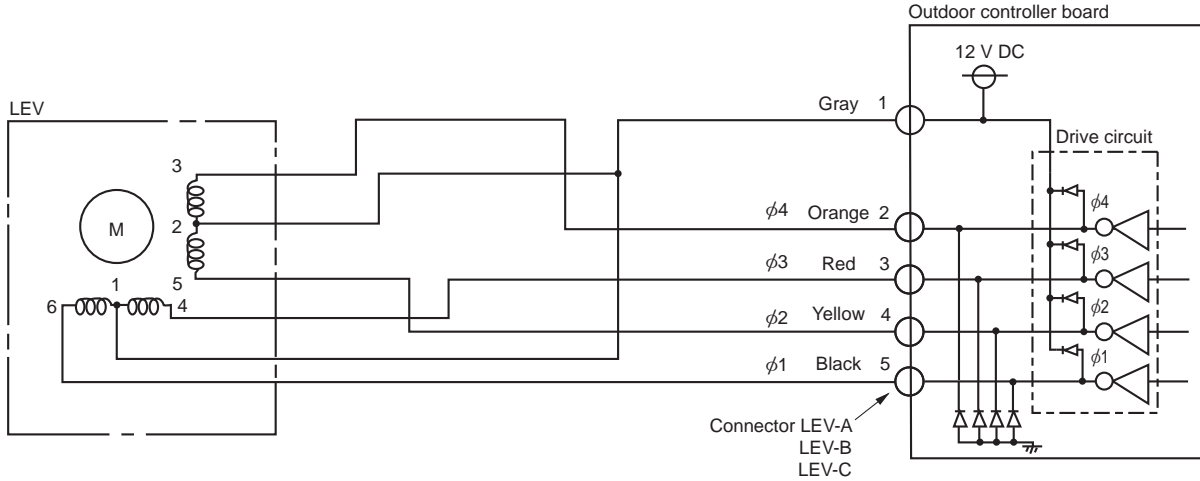 Outdoor controller board
12 V DC
LEV
Gray 1
Drive circuit
3
ϕ4 Orange 2
ϕ4
2
M
ϕ3 Red 3
ϕ3
1 5
6 4
ϕ2 Yellow 4
ϕ2
ϕ1 Black 5
ϕ1
Connector LEV-A
LEV-B
LEV-C